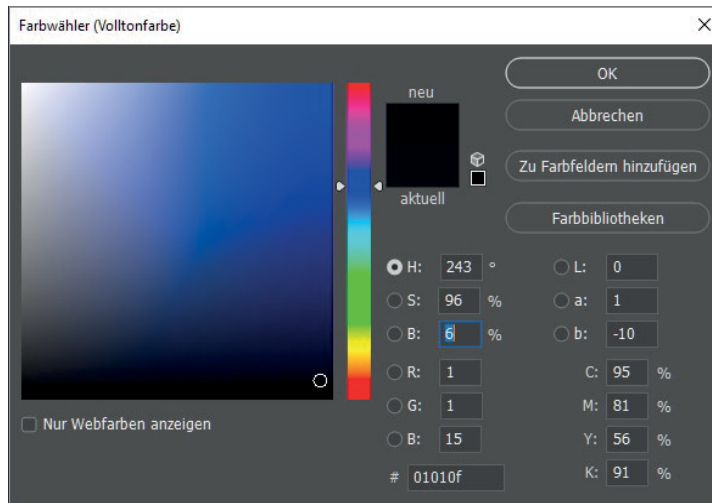 Farbwähler (Volltonfarbe)
neu
aktuell
OK
Abbrechen
Zu Farbfeldern hinzufügen
Farbbibliotheken
H: 243 °
S: 96 %
B: 6 %
R: 1
G: 1
B: 15
# 01010f
L: 0
a: 1
b: -10
C: 95 %
M: 81 %
Y: 56 %
K: 91 %
Nur Webfarben anzeigen